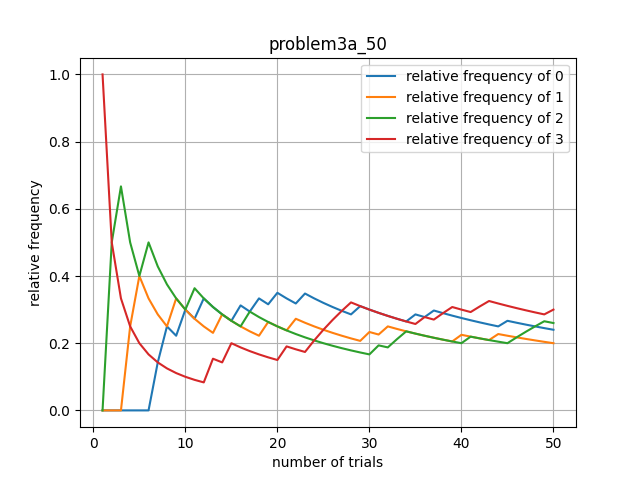 problem3a_50
relative frequency of 0
relative frequency of 1
relative frequency of 2
relative frequency of 3
1.0
0.8
0.6
0.4
0.2
0.0
relative frequency
0 10 20 30 40 50
number of trials